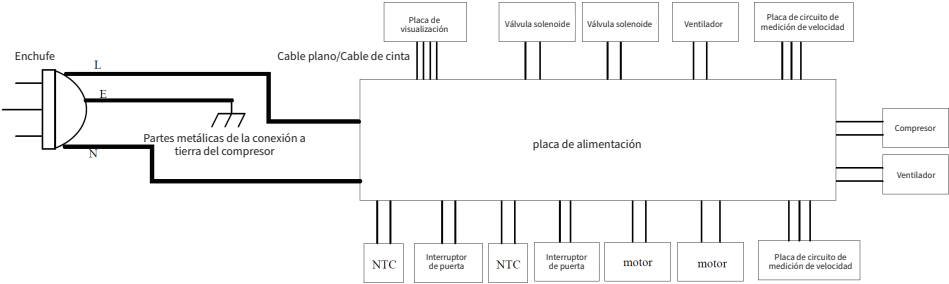 Placa de
visualización
Válvula solenoide
Válvula solenoide
Ventilador
Placa de circuito de
medición de velocidad
Enchufe
Cable plano/Cable de cinta
L
E
N
Partes metálicas de la conexión a
tierra del compresor
placa de alimentación
Compresor
Ventilador
NTC
Interruptor
de puerta
NTC
Interruptor
de puerta
motor
motor
Placa de circuito de
medición de velocidad